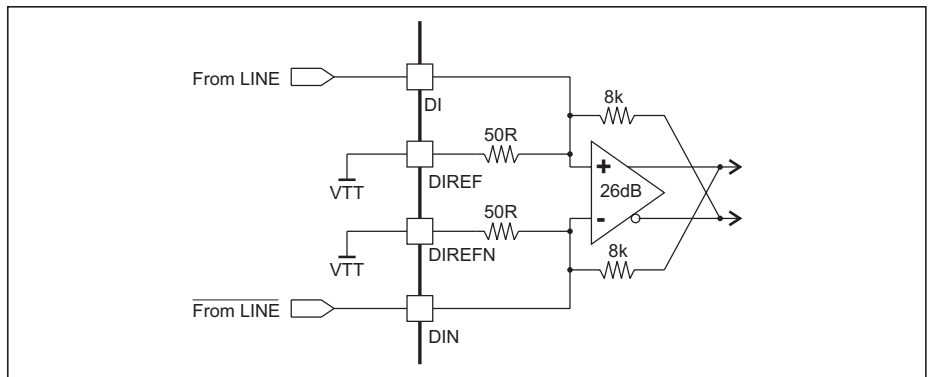 From LINE
DI
8k
50R
DIREF
VTT
+
26dB
50R
-
DIREFN
VTT
8k
From LINE
DIN